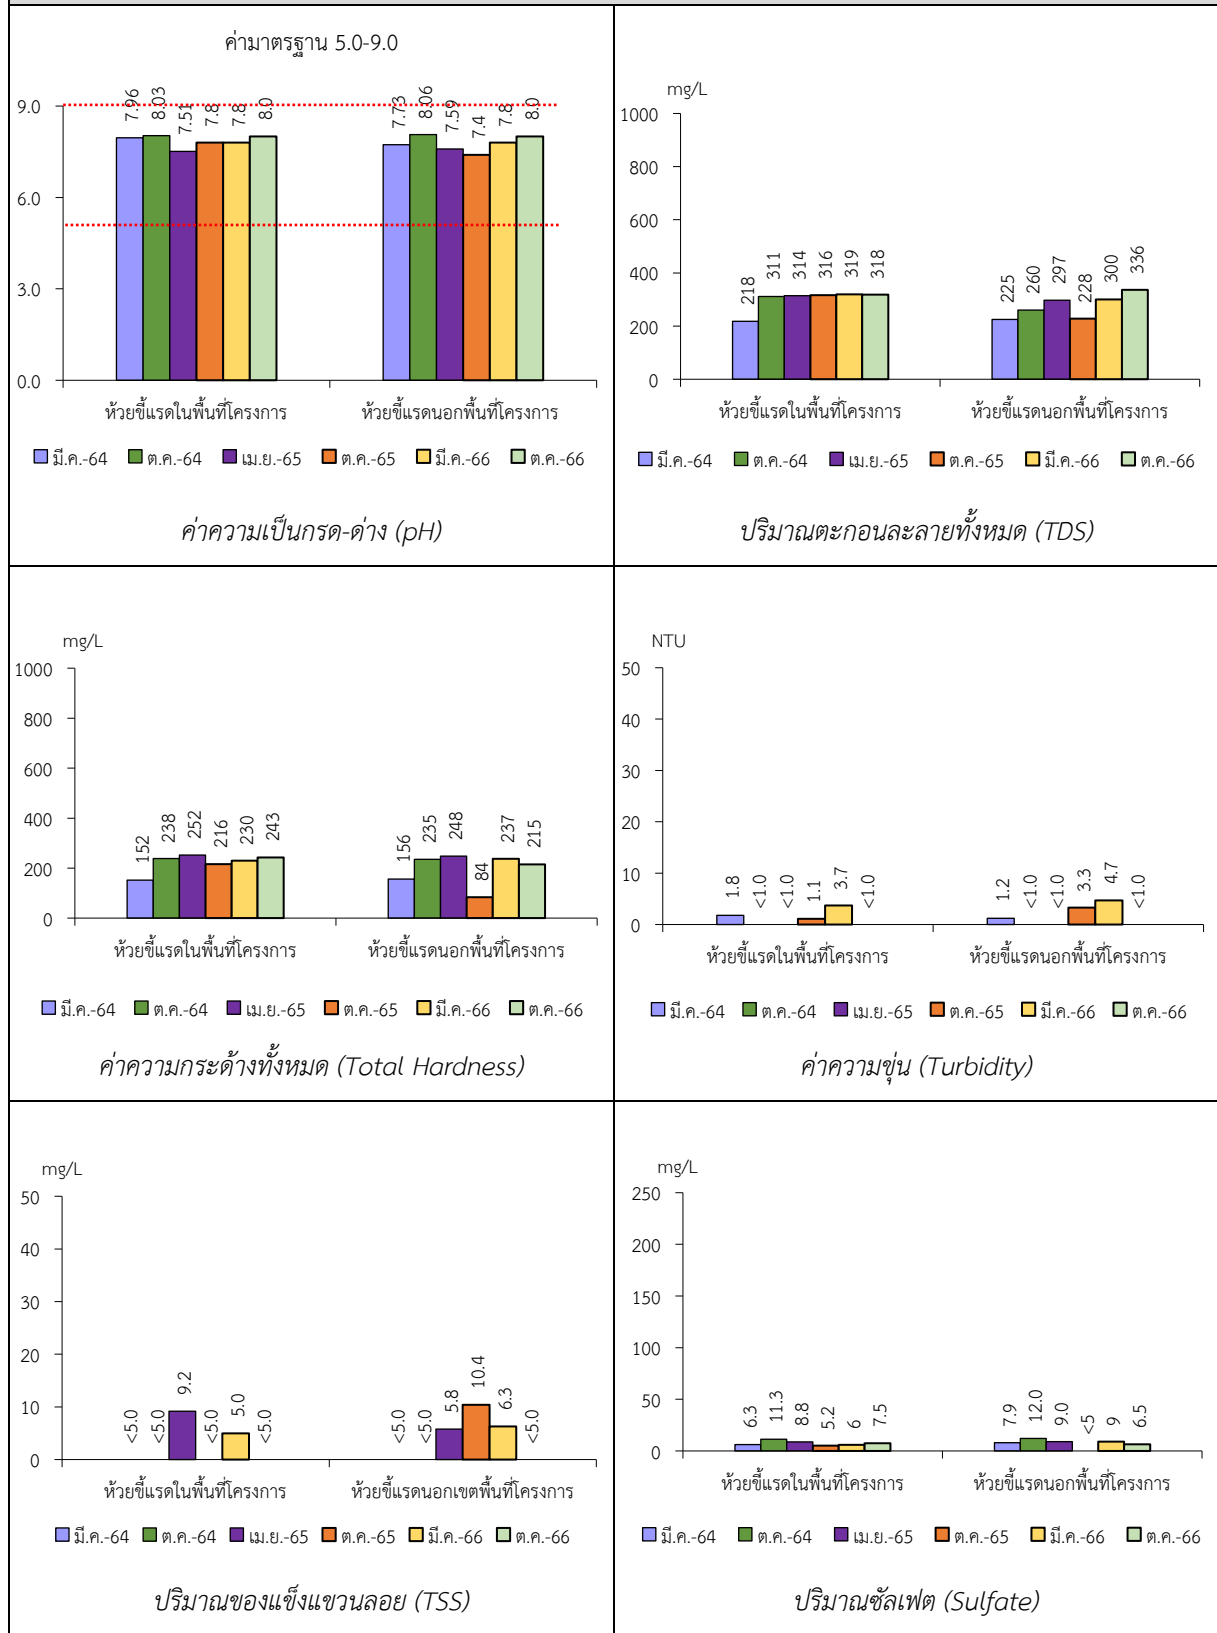 ค่ามาตรฐาน 5.0-9.0
9.0
6.0
3.0
0.0
7.96 8.03 7.51 7.8 7.8 8.0
7.73 8.06 7.59 7.4 7.8 8.0
ห้วยขี้แรดในพื้นที่โครงการ ห้วยขี้แรดนอกพื้นที่โครงการ
มี.ค.-64 ต.ค.-64 เม.ย.-65 ต.ค.-65 มี.ค.-66 ต.ค.-66
ค่าความเป็นกรด-ด่าง (pH)
mg/L
1000
800
600
400
200
0
218 311 314 316 319 318
225 260 297 228 300 336
ห้วยขี้แรดในพื้นที่โครงการ ห้วยขี้แรดนอกพื้นที่โครงการ
มี.ค.-64 ต.ค.-64 เม.ย.-65 ต.ค.-65 มี.ค.-66 ต.ค.-66
ปริมาณตะกอนละลายทั้งหมด (TDS)
mg/L
1000
800
600
400
200
0
152 238 252 216 230 243
156 235 248 84 237 215
ห้วยขี้แรดในพื้นที่โครงการ ห้วยขี้แรดนอกพื้นที่โครงการ
มี.ค.-64 ต.ค.-64 เม.ย.-65 ต.ค.-65 มี.ค.-66 ต.ค.-66
ค่าความกระด้างทั้งหมด (Total Hardness)
NTU
50
40
30
20
10
0
1.8 <1.0 <1.0 1.1 3.7 <1.0
1.2 <1.0 <1.0 3.3 4.7 <1.0
ห้วยขี้แรดในพื้นที่โครงการ ห้วยขี้แรดนอกพื้นที่โครงการ
มี.ค.-64 ต.ค.-64 เม.ย.-65 ต.ค.-65 มี.ค.-66 ต.ค.-66
ค่าความขุ่น (Turbidity)
mg/L
50
40
30
20
10
0
<5.0 <5.0 9.2 <5.0 5.0 <5.0
<5.0 <5.0 5.8 10.4 6.3 <5.0
ห้วยขี้แรดในพื้นที่โครงการ ห้วยขี้แรดนอกเขตพื้นที่โครงการ
มี.ค.-64 ต.ค.-64 เม.ย.-65 ต.ค.-65 มี.ค.-66 ต.ค.-66
ปริมาณของแข็งแขวนลอย (TSS)
mg/L
250
200
150
100
50
0
6.3 11.3 8.8 5.2 6 7.5
7.9 12.0 9.0 <5 9 6.5
ห้วยขี้แรดในพื้นที่โครงการ ห้วยขี้แรดนอกพื้นที่โครงการ
มี.ค.-64 ต.ค.-64 เม.ย.-65 ต.ค.-65 มี.ค.-66 ต.ค.-66
ปริมาณซัลเฟต (Sulfate)